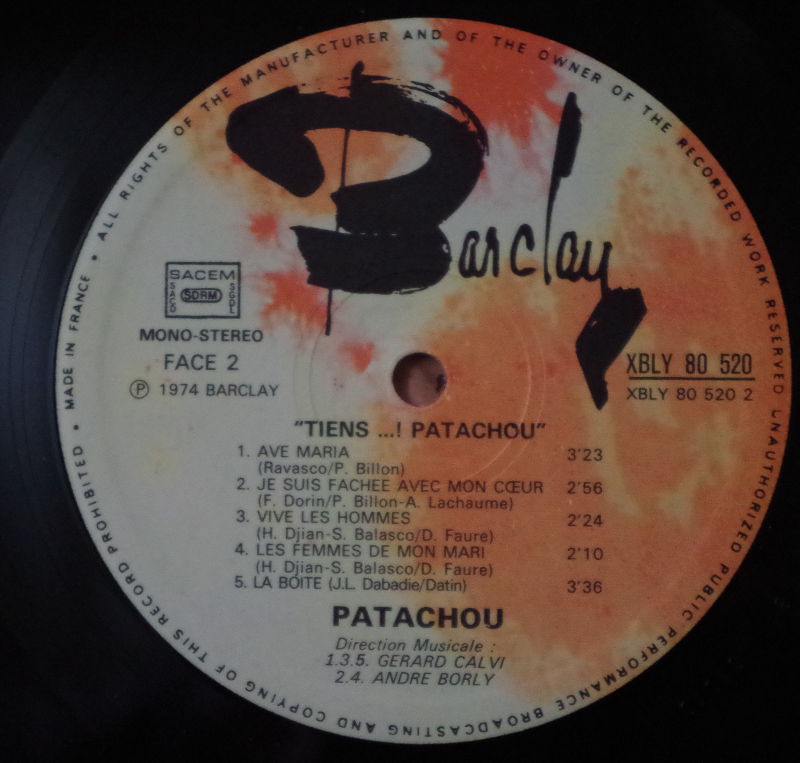 ALL RIGHTS OF THE MANUFACTURER AND OF THE OWNER OF THE RECORDED WORK RESERVED UNAUTHORIZED PUBLIC PERFORMANCE BROADCASTING AND COPYING OF THIS RECORD PROHIBITED • MADE IN FRANCE •
Barclay
SACEM
SACD SDRM SGDL
MONO-STEREO
FACE 2
Ⓟ 1974 BARCLAY
XBLY 80 520
XBLY 80 520 2
"TIENS ...! PATACHOU"
1. AVE MARIA 3'23
(Ravasco/P. Billon)
2. JE SUIS FACHEE AVEC MON CŒUR 2'56
(F. Dorin/P. Billon-A. Lachaume)
3. VIVE LES HOMMES 2'24
(H. Djian-S. Balasco/D. Faure)
4. LES FEMMES DE MON MARI 2'10
(H. Djian-S. Balasco/D. Faure)
5. LA BOITE (J.L. Dabadie/Datin) 3'36
PATACHOU
Direction Musicale :
1.3.5. GERARD CALVI
2.4. ANDRE BORLY